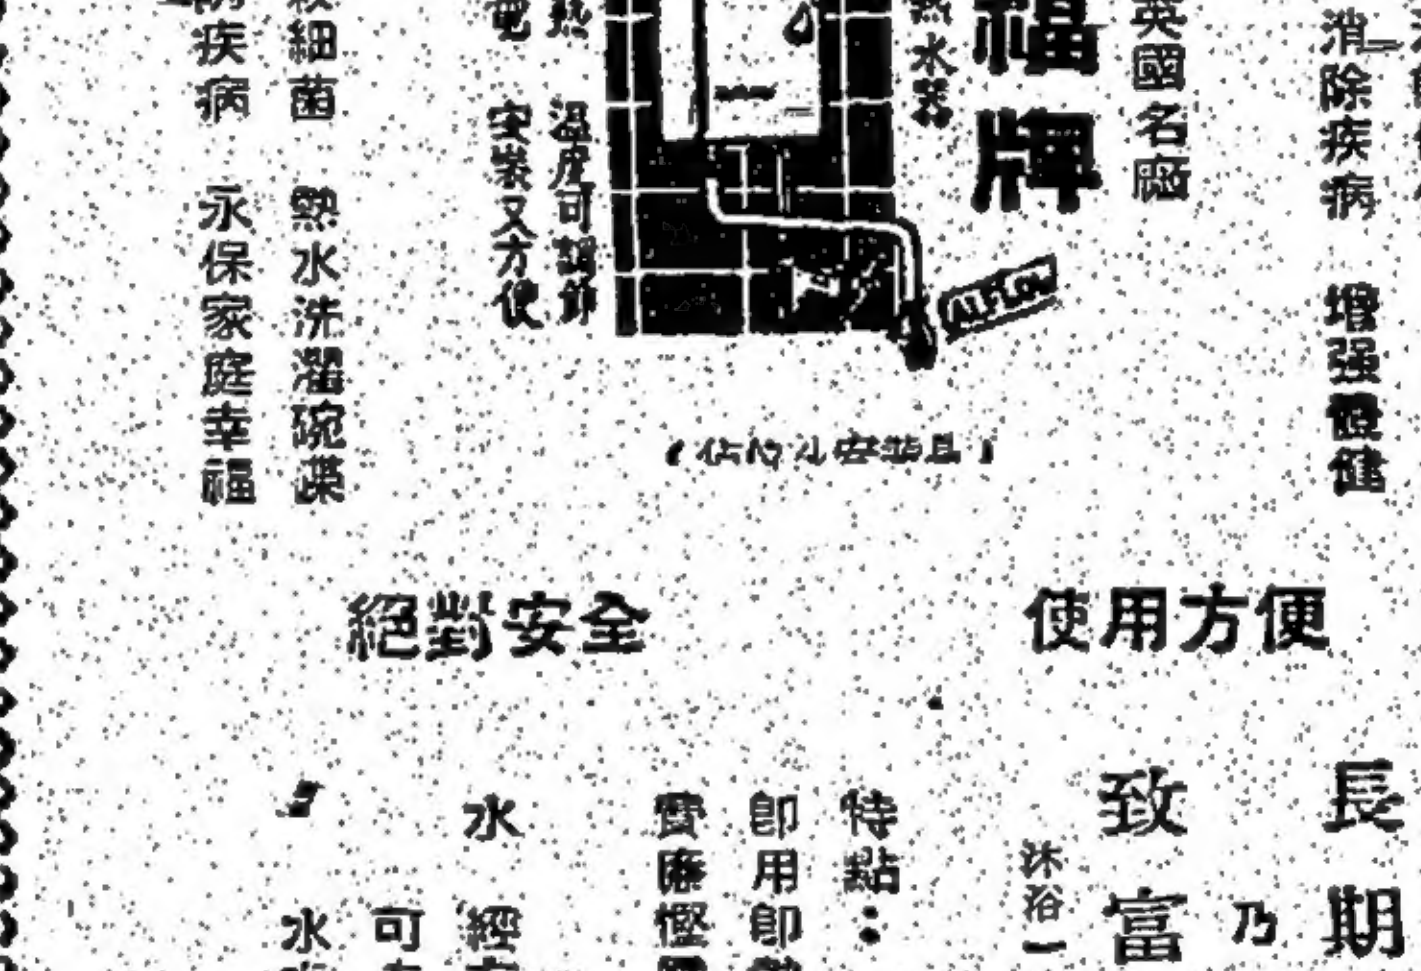 消除疾病 增强體健
英國名廠
福牌
熱水器
溫度可調節
安裝又方便
ALFLOW
細菌 熱水洗濯碗碟
疾病 永保家庭幸福
使用方便
絕對安全
長期
乃
致富
沐浴一
特點：
即用即
費廉慳
水 經
可
水